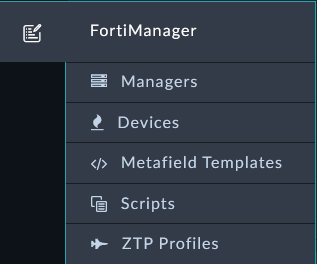 FortiManager
Managers
Devices
Metafield Templates
Scripts
ZTP Profiles